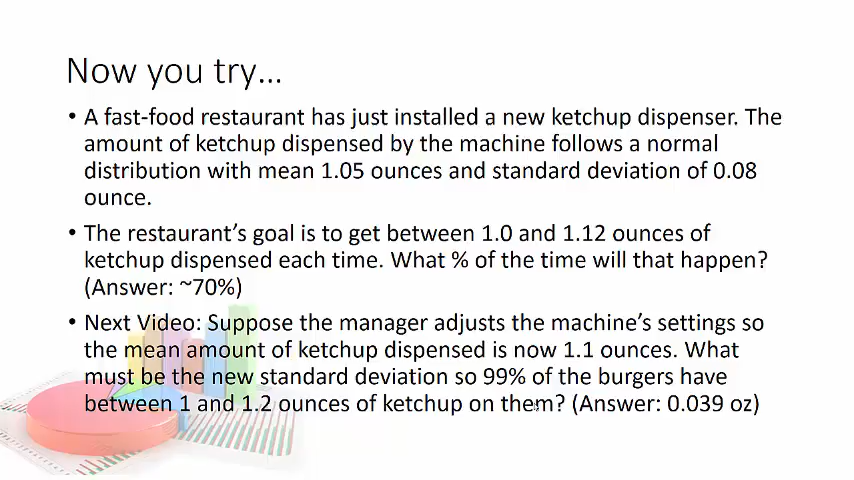 Now you try...
• A fast-food restaurant has just installed a new ketchup dispenser. The
amount of ketchup dispensed by the machine follows a normal
distribution with mean 1.05 ounces and standard deviation of 0.08
ounce.
• The restaurant's goal is to get between 1.0 and 1.12 ounces of
ketchup dispensed each time. What % of the time will that happen?
(Answer: ~70%)
• Next Video: Suppose the manager adjusts the machine's settings so
the mean amount of ketchup dispensed is now 1.1 ounces. What
must be the new standard deviation so 99% of the burgers have
between 1 and 1.2 ounces of ketchup on them? (Answer: 0.039 oz)